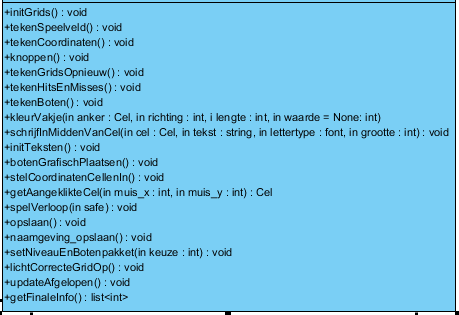 +initGrids() : void
+tekenSpeelveld() : void
+tekenCoordinaten() : void
+knoppen() : void
+tekenGridsOpnieuw() : void
+tekenHitsEnMisses() : void
+tekenBoten() : void
+kleurVakje(in anker : Cel, in richting : int, i lengte : int, in waarde = None: int)
+schrijfInMiddenVanCel(in cel : Cel, in tekst : string, in lettertype : font, in grootte : int) : void
+initTeksten() : void
+botenGrafischPlaatsen() : void
+stelCoordinatenCellenIn() : void
+getAangeklikteCel(in muis_x : int, in muis_y : int) : Cel
+spelVerloop(in safe) : void
+opslaan() : void
+naamgeving_opslaan() : void
+setNiveauEnBotenpakket(in keuze : int) : void
+lichtCorrecteGridOp() : void
+updateAfgelopen() : void
+getFinaleInfo() : list<int>